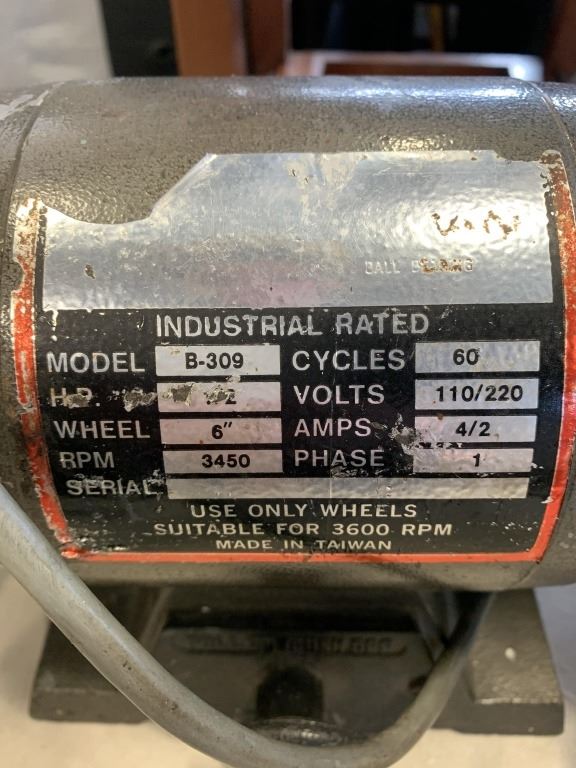 BALL BEARING
INDUSTRIAL RATED
MODEL B-309 CYCLES 60
H.P. /2 VOLTS 110/220
WHEEL 6" AMPS 4/2
RPM 3450 PHASE 1
SERIAL
USE ONLY WHEELS
SUITABLE FOR 3600 RPM
MADE IN TAIWAN